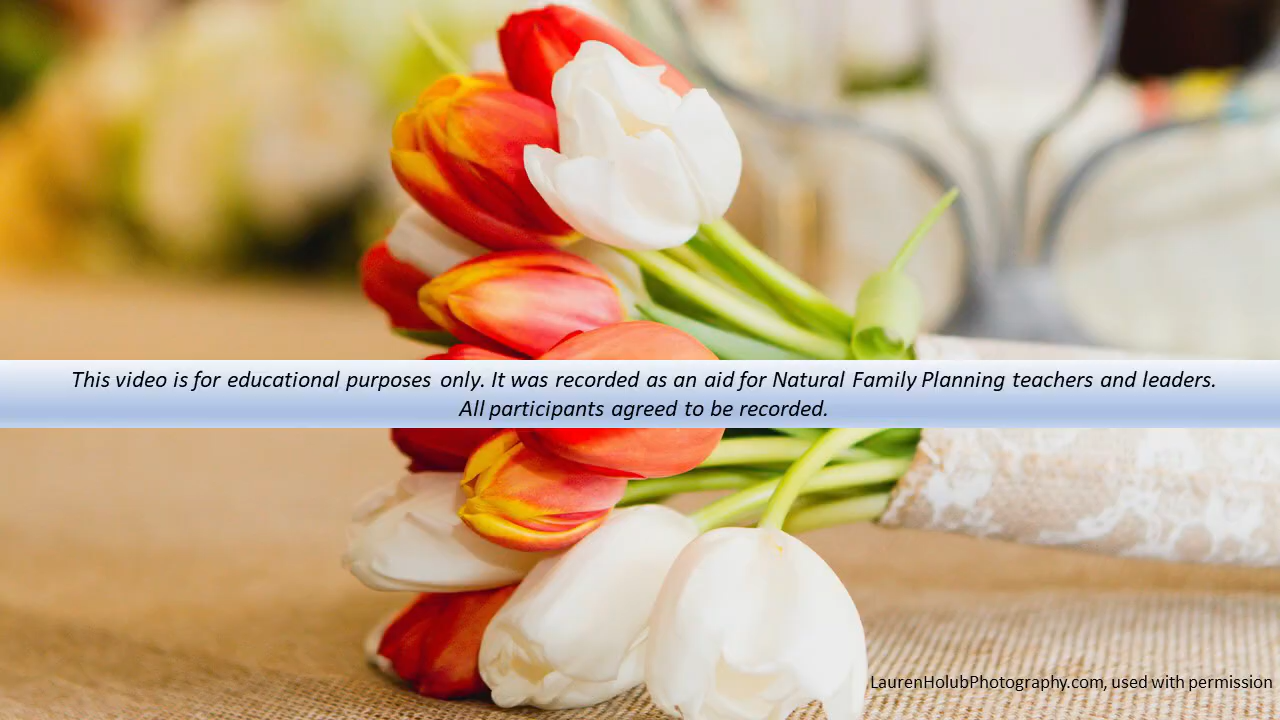 This video is for educational purposes only. It was recorded as an aid for Natural Family Planning teachers and leaders.
All participants agreed to be recorded.
LaurenHolubPhotography.com, used with permission